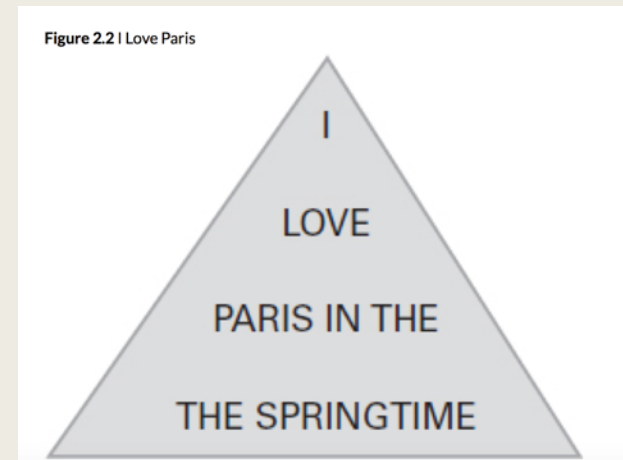 Figure 2.2 I Love Paris
I
LOVE
PARIS IN THE
THE SPRINGTIME